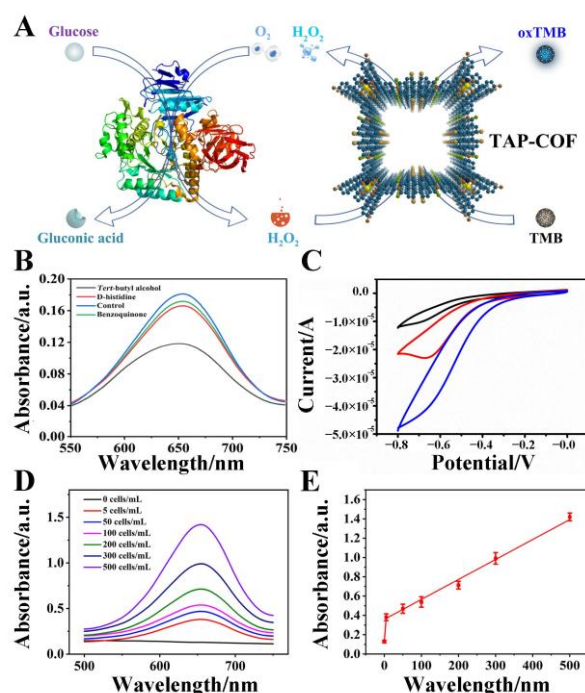 A
Glucose
O₂
H₂O₂
oxTMB
TAP-COF
Gluconic acid
H₂O₂
TMB
B
Absorbance/a.u.
0.20
0.16
0.12
0.08
0.04
0.00
Tert-butyl alcohol
D-histidine
Control
Benzoquinone
550
600
650
700
750
Wavelength/nm
C
Current/A
0.0
-1.0×10⁻⁵
-2.0×10⁻⁵
-3.0×10⁻⁵
-4.0×10⁻⁵
-5.0×10⁻⁵
-0.8
-0.6
-0.4
-0.2
-0.0
Potential/V
D
Absorbance/a.u.
1.5
1.0
0.5
0.0
0 cells/mL
5 cells/mL
50 cells/mL
100 cells/mL
200 cells/mL
300 cells/mL
500 cells/mL
500
600
700
Wavelength/nm
E
Absorbance/a.u.
1.6
1.4
1.2
1.0
0.8
0.6
0.4
0.2
0.0
0
100
200
300
400
500
Wavelength/nm